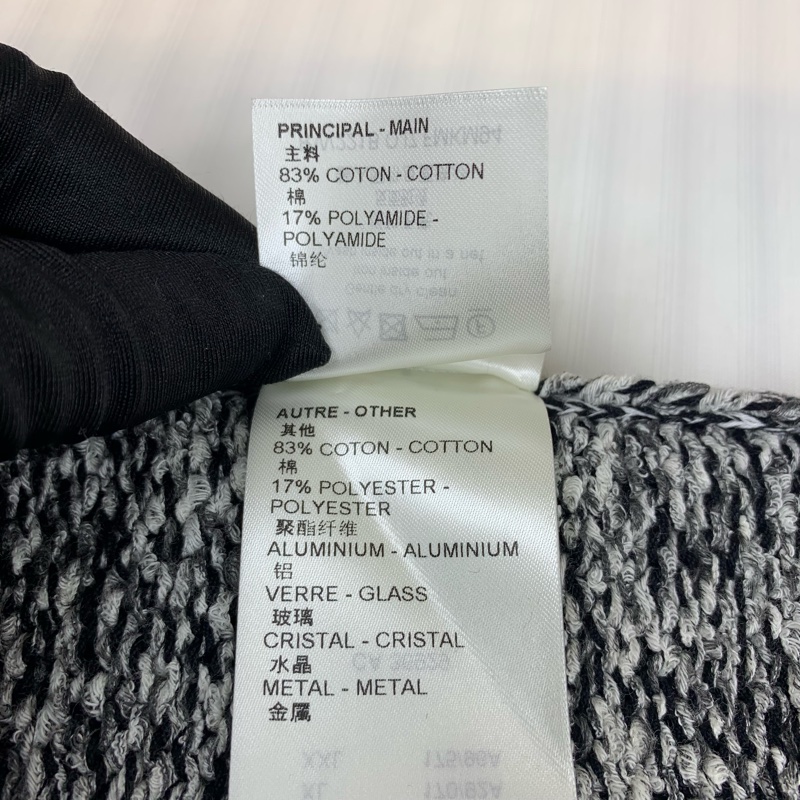 PRINCIPAL - MAIN
主料
83% COTON - COTTON
棉
17% POLYAMIDE -
POLYAMIDE
锦纶
AUTRE - OTHER
其他
83% COTON - COTTON
棉
17% POLYESTER -
POLYESTER
聚酯纤维
ALUMINIUM - ALUMINIUM
铝
VERRE - GLASS
玻璃
CRISTAL - CRISTAL
水晶
METAL - METAL
金属